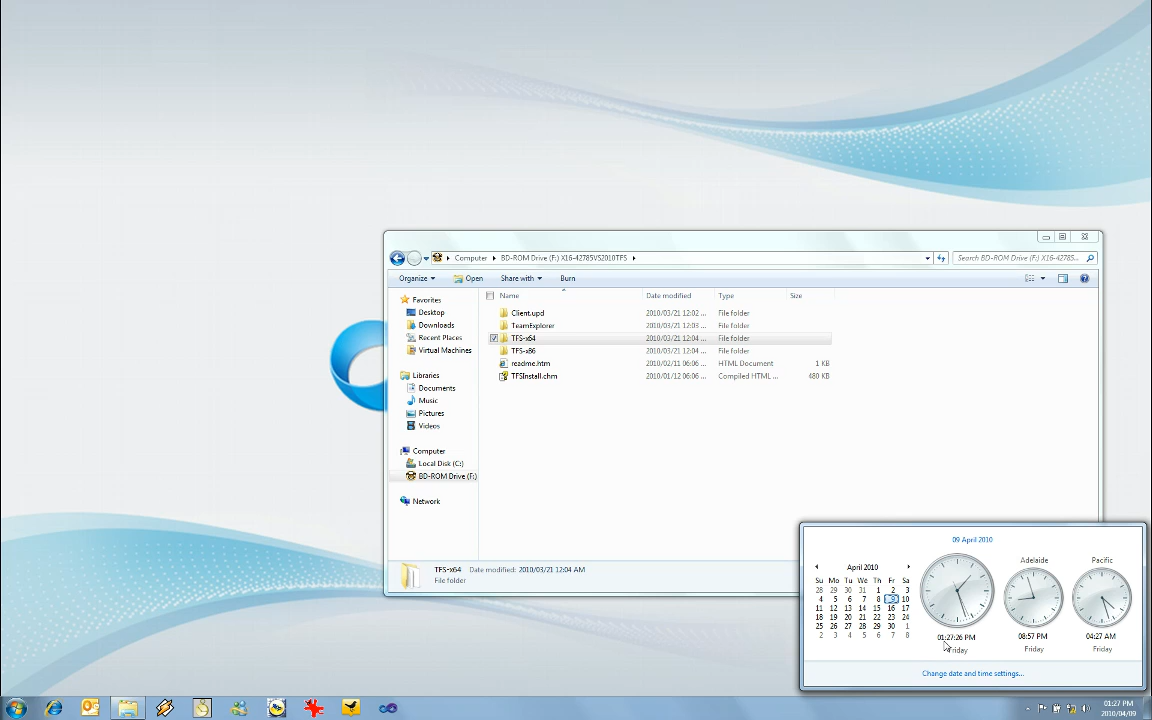 Computer BD-ROM Drive (F:) X16-42785VS2010TFS
Search BD-ROM Drive (F:) X16-42785...
Organize Open Share with Burn
Name Date modified Type Size
Favorites
Desktop
Downloads
Recent Places
Virtual Machines
Libraries
Documents
Music
Pictures
Videos
Computer
Local Disk (C:)
BD-ROM Drive (F:)
Network
Client.upd 2010/03/21 12:02 ... File folder
TeamExplorer 2010/03/21 12:03 ... File folder
TFS-x64 2010/03/21 12:04 ... File folder
TFS-x86 2010/03/21 12:04 ... File folder
readme.htm 2010/02/11 06:06 ... HTML Document 1 KB
TFSInstall.chm 2010/01/12 06:06 ... Compiled HTML ... 480 KB
TFS-x64 Date modified: 2010/03/21 12:04 AM
File folder
09 April 2010
April 2010
Su Mo Tu We Th Fr Sa
28 29 30 31 1 2 3
4 5 6 7 8 9 10
11 12 13 14 15 16 17
18 19 20 21 22 23 24
25 26 27 28 29 30 1
2 3 4 5 6 7 8
01:27:26 PM
Friday
Adelaide
08:57 PM
Friday
Pacific
04:27 AM
Friday
Change date and time settings...
01:27 PM
2010/04/09